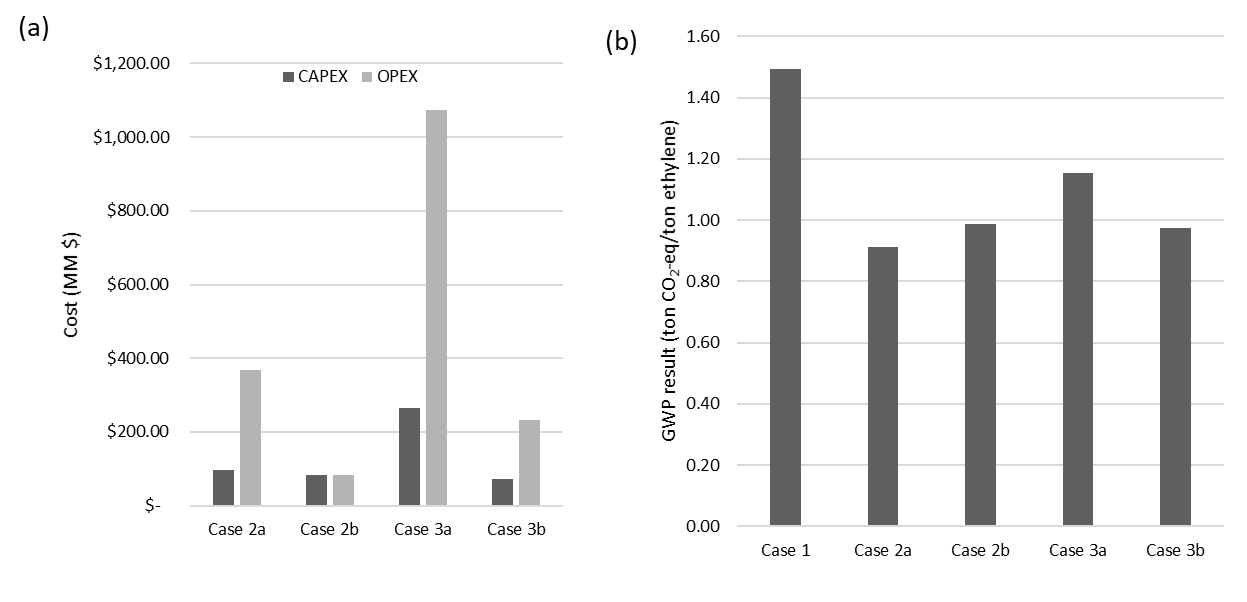 (a)
$1,200.00
CAPEX OPEX
$1,000.00
$800.00
$600.00
$400.00
$200.00
$-
Cost (MM $)
Case 2a Case 2b Case 3a Case 3b
(b)
1.60
1.40
1.20
1.00
0.80
0.60
0.40
0.20
0.00
GWP result (ton CO₂-eq/ton ethylene)
Case 1 Case 2a Case 2b Case 3a Case 3b